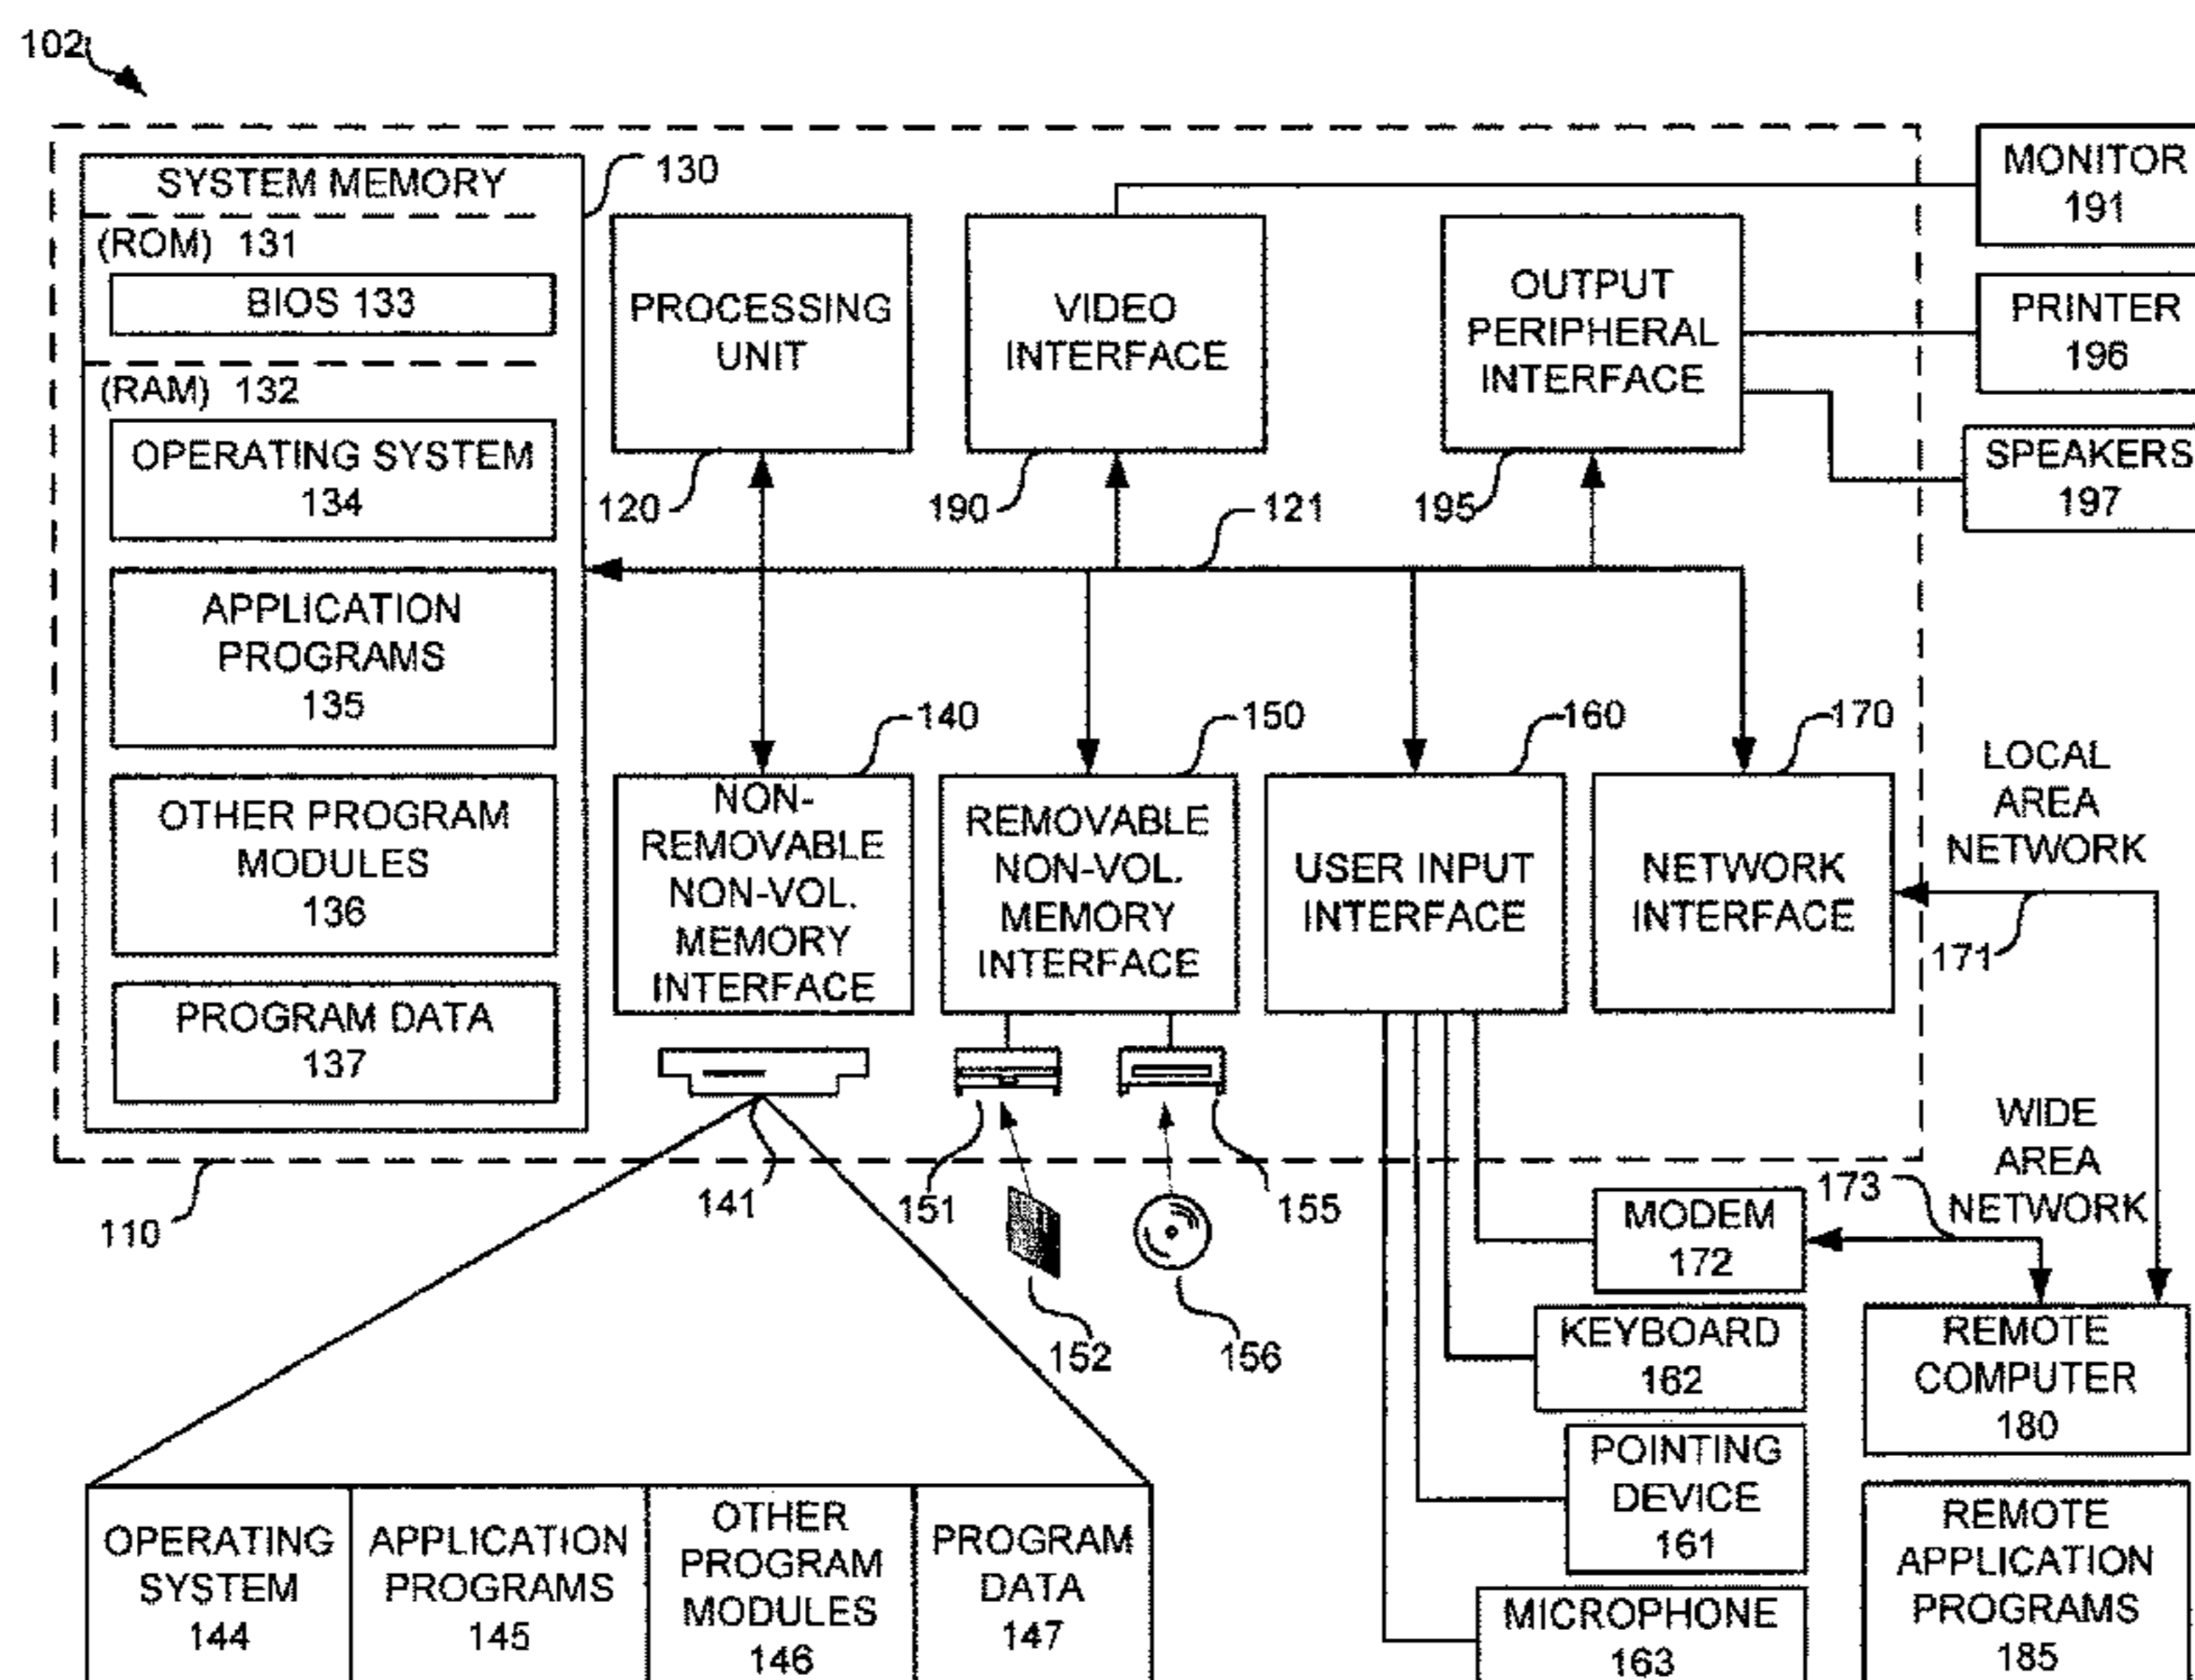 102
SYSTEM MEMORY
130
(ROM) 131
BIOS 133
(RAM) 132
OPERATING SYSTEM
134
APPLICATION
PROGRAMS
135
OTHER PROGRAM
MODULES
136
PROGRAM DATA
137
110
PROCESSING
UNIT
120
VIDEO
INTERFACE
190
121
OUTPUT
PERIPHERAL
INTERFACE
195
MONITOR
191
PRINTER
196
SPEAKERS
197
140
NON-
REMOVABLE
NON-VOL.
MEMORY
INTERFACE
150
REMOVABLE
NON-VOL.
MEMORY
INTERFACE
160
USER INPUT
INTERFACE
170
NETWORK
INTERFACE
LOCAL
AREA
NETWORK
171
141
151
152
155
156
WIDE
AREA
NETWORK
173
MODEM
172
KEYBOARD
162
POINTING
DEVICE
161
MICROPHONE
163
REMOTE
COMPUTER
180
REMOTE
APPLICATION
PROGRAMS
185
OPERATING
SYSTEM
144
APPLICATION
PROGRAMS
145
OTHER
PROGRAM
MODULES
146
PROGRAM
DATA
147